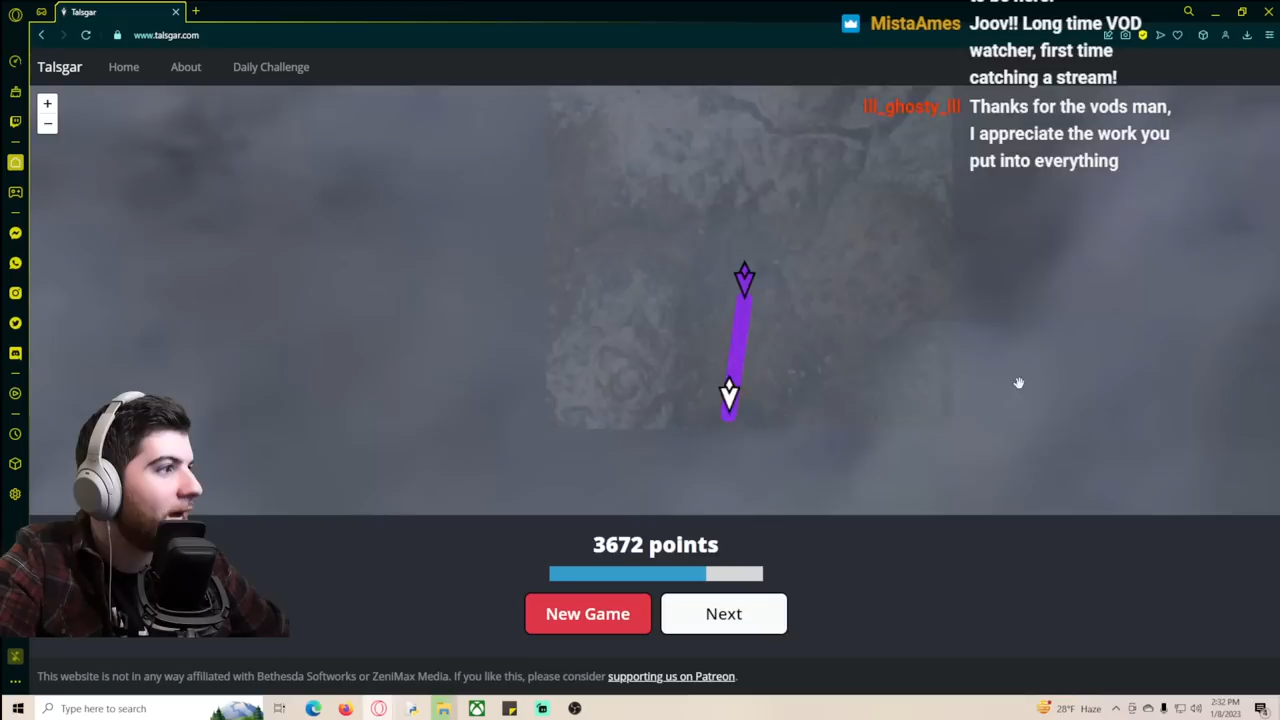 Talsgar
www.talsgar.com
Talsgar Home About Daily Challenge
MistaAmes Joov!! Long time VOD
watcher, first time
catching a stream!
lll_ghosty_lll Thanks for the vods man,
I appreciate the work you
put into everything
3672 points
New Game Next
This website is not in any way affiliated with Bethesda Softworks or ZeniMax Media. If you like this, please consider supporting us on Patreon.
Type here to search
28°F Haze
2:32 PM
1/8/2023